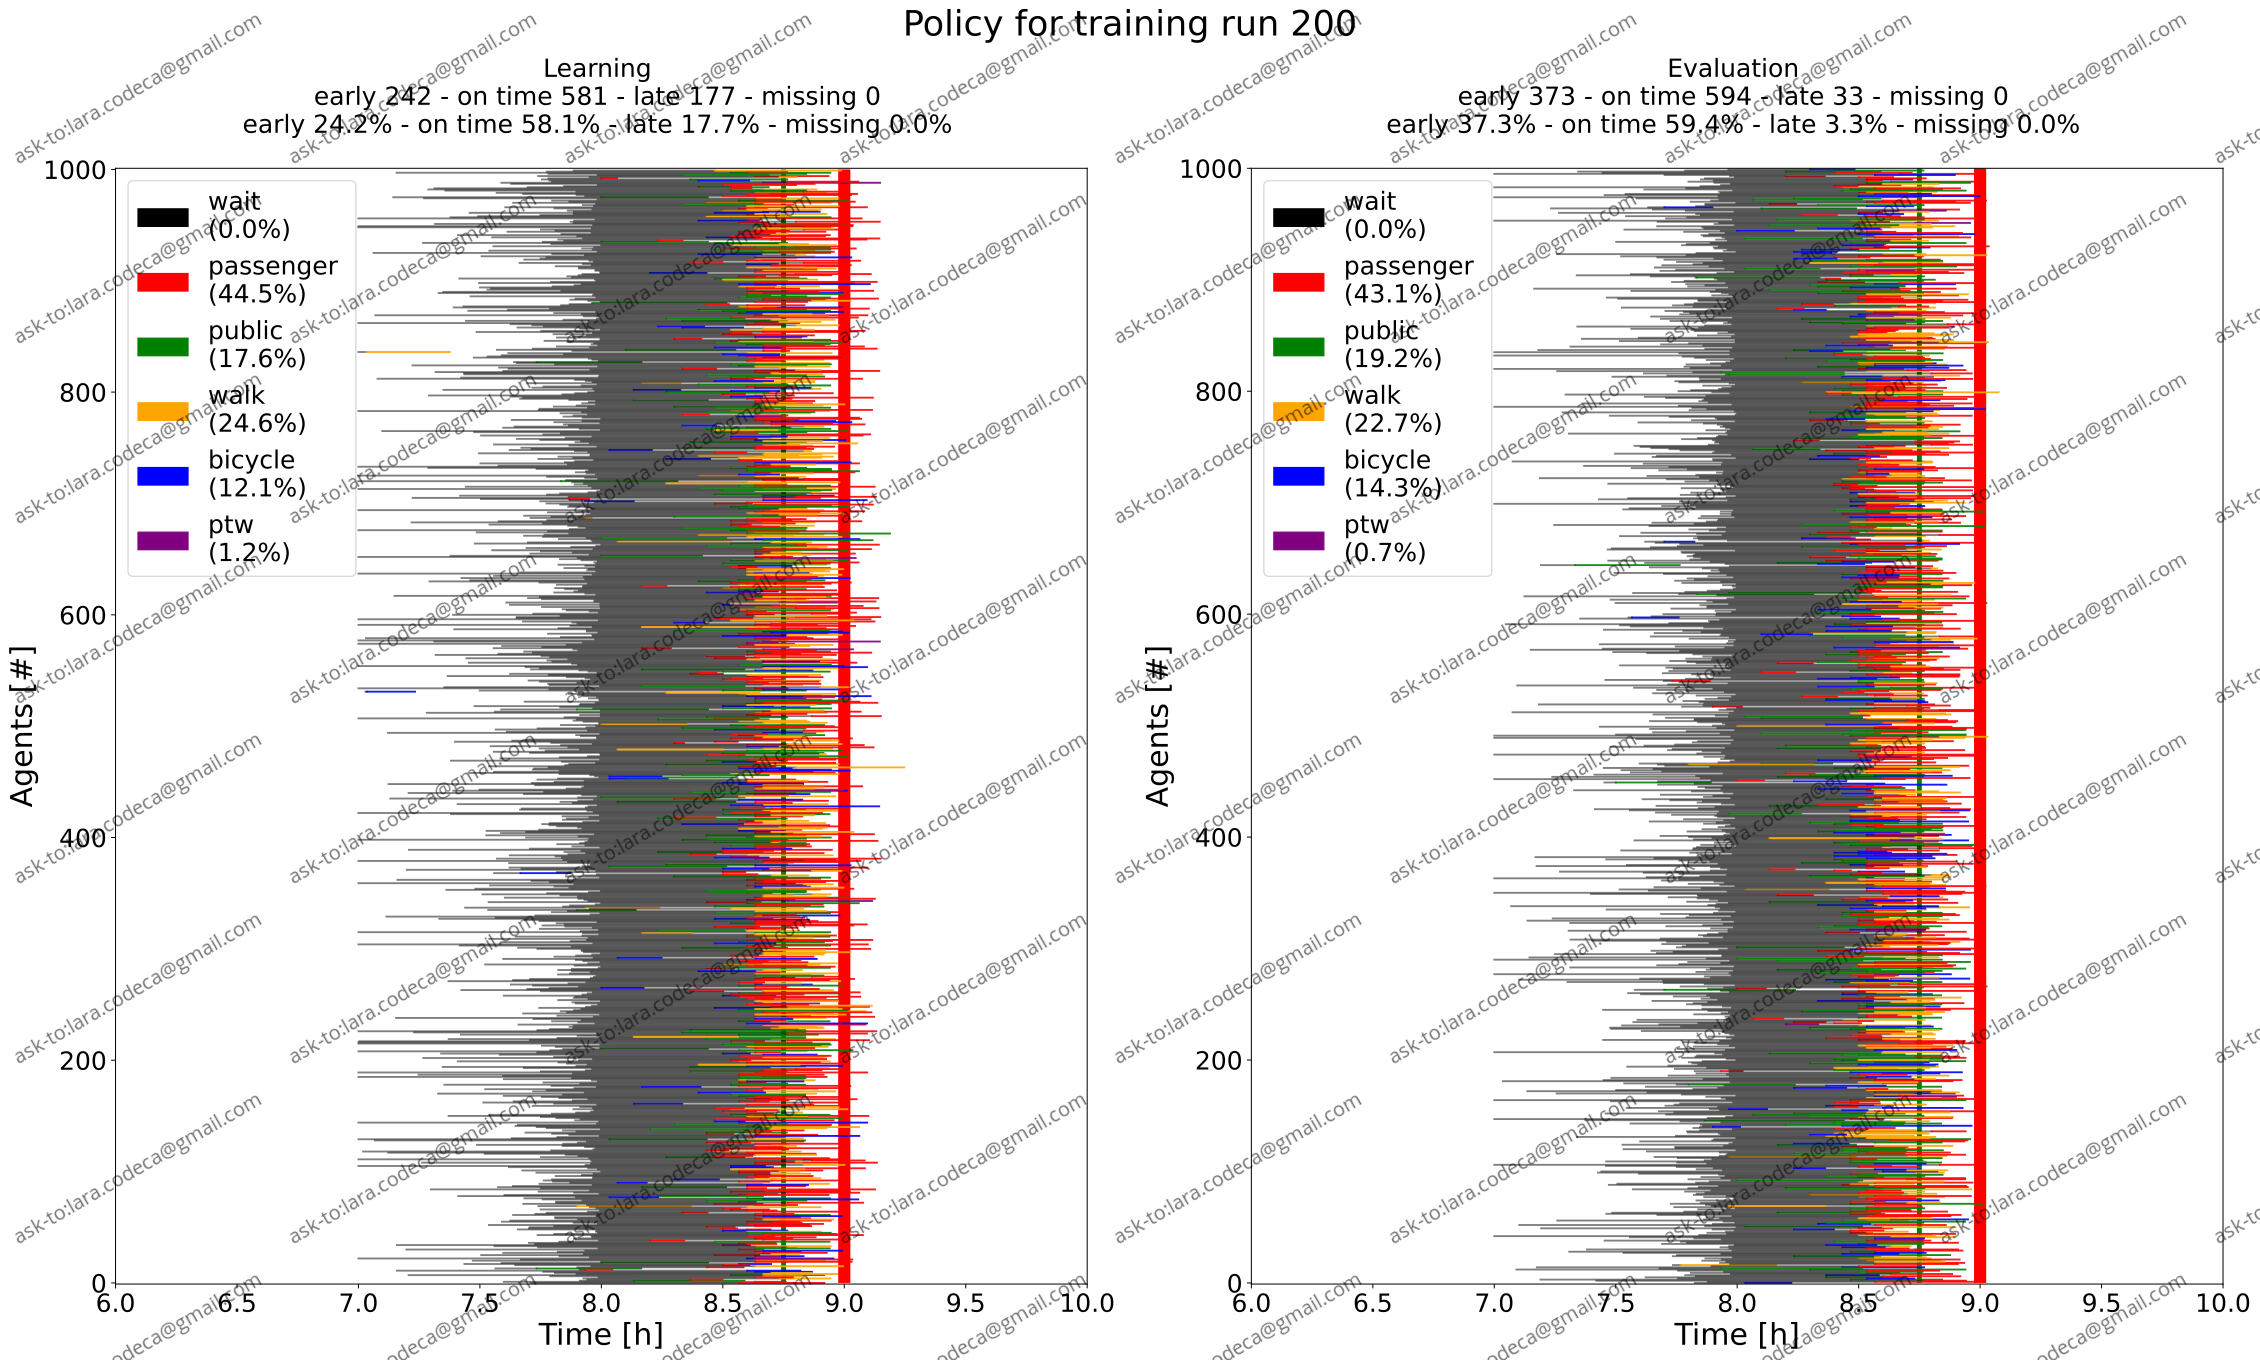 Policy for training run 200
Learning
early 242 - on time 581 - late 177 - missing 0
early 24.2% - on time 58.1% - late 17.7% - missing 0.0%
Agents [#]
1000
800
600
400
200
0
wait
(0.0%)
passenger
(44.5%)
public
(17.6%)
walk
(24.6%)
bicycle
(12.1%)
ptw
(1.2%)
6.0 6.5 7.0 7.5 8.0 8.5 9.0 9.5 10.0
Time [h]
Evaluation
early 373 - on time 594 - late 33 - missing 0
early 37.3% - on time 59.4% - late 3.3% - missing 0.0%
Agents [#]
1000
800
600
400
200
0
wait
(0.0%)
passenger
(43.1%)
public
(19.2%)
walk
(22.7%)
bicycle
(14.3%)
ptw
(0.7%)
6.0 6.5 7.0 7.5 8.0 8.5 9.0 9.5 10.0
Time [h]
ask-to:lara.codeca@gmail.com